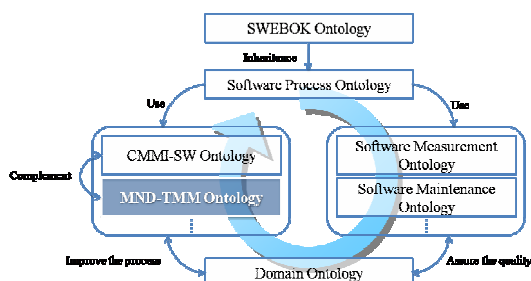 SWEBOK Ontology
Inheritance
Software Process Ontology
Use
Use
CMMI-SW Ontology
Software Measurement
Ontology
Complement
MND-TMM Ontology
Software Maintenance
Ontology
Improve the process
Assure the quality
Domain Ontology